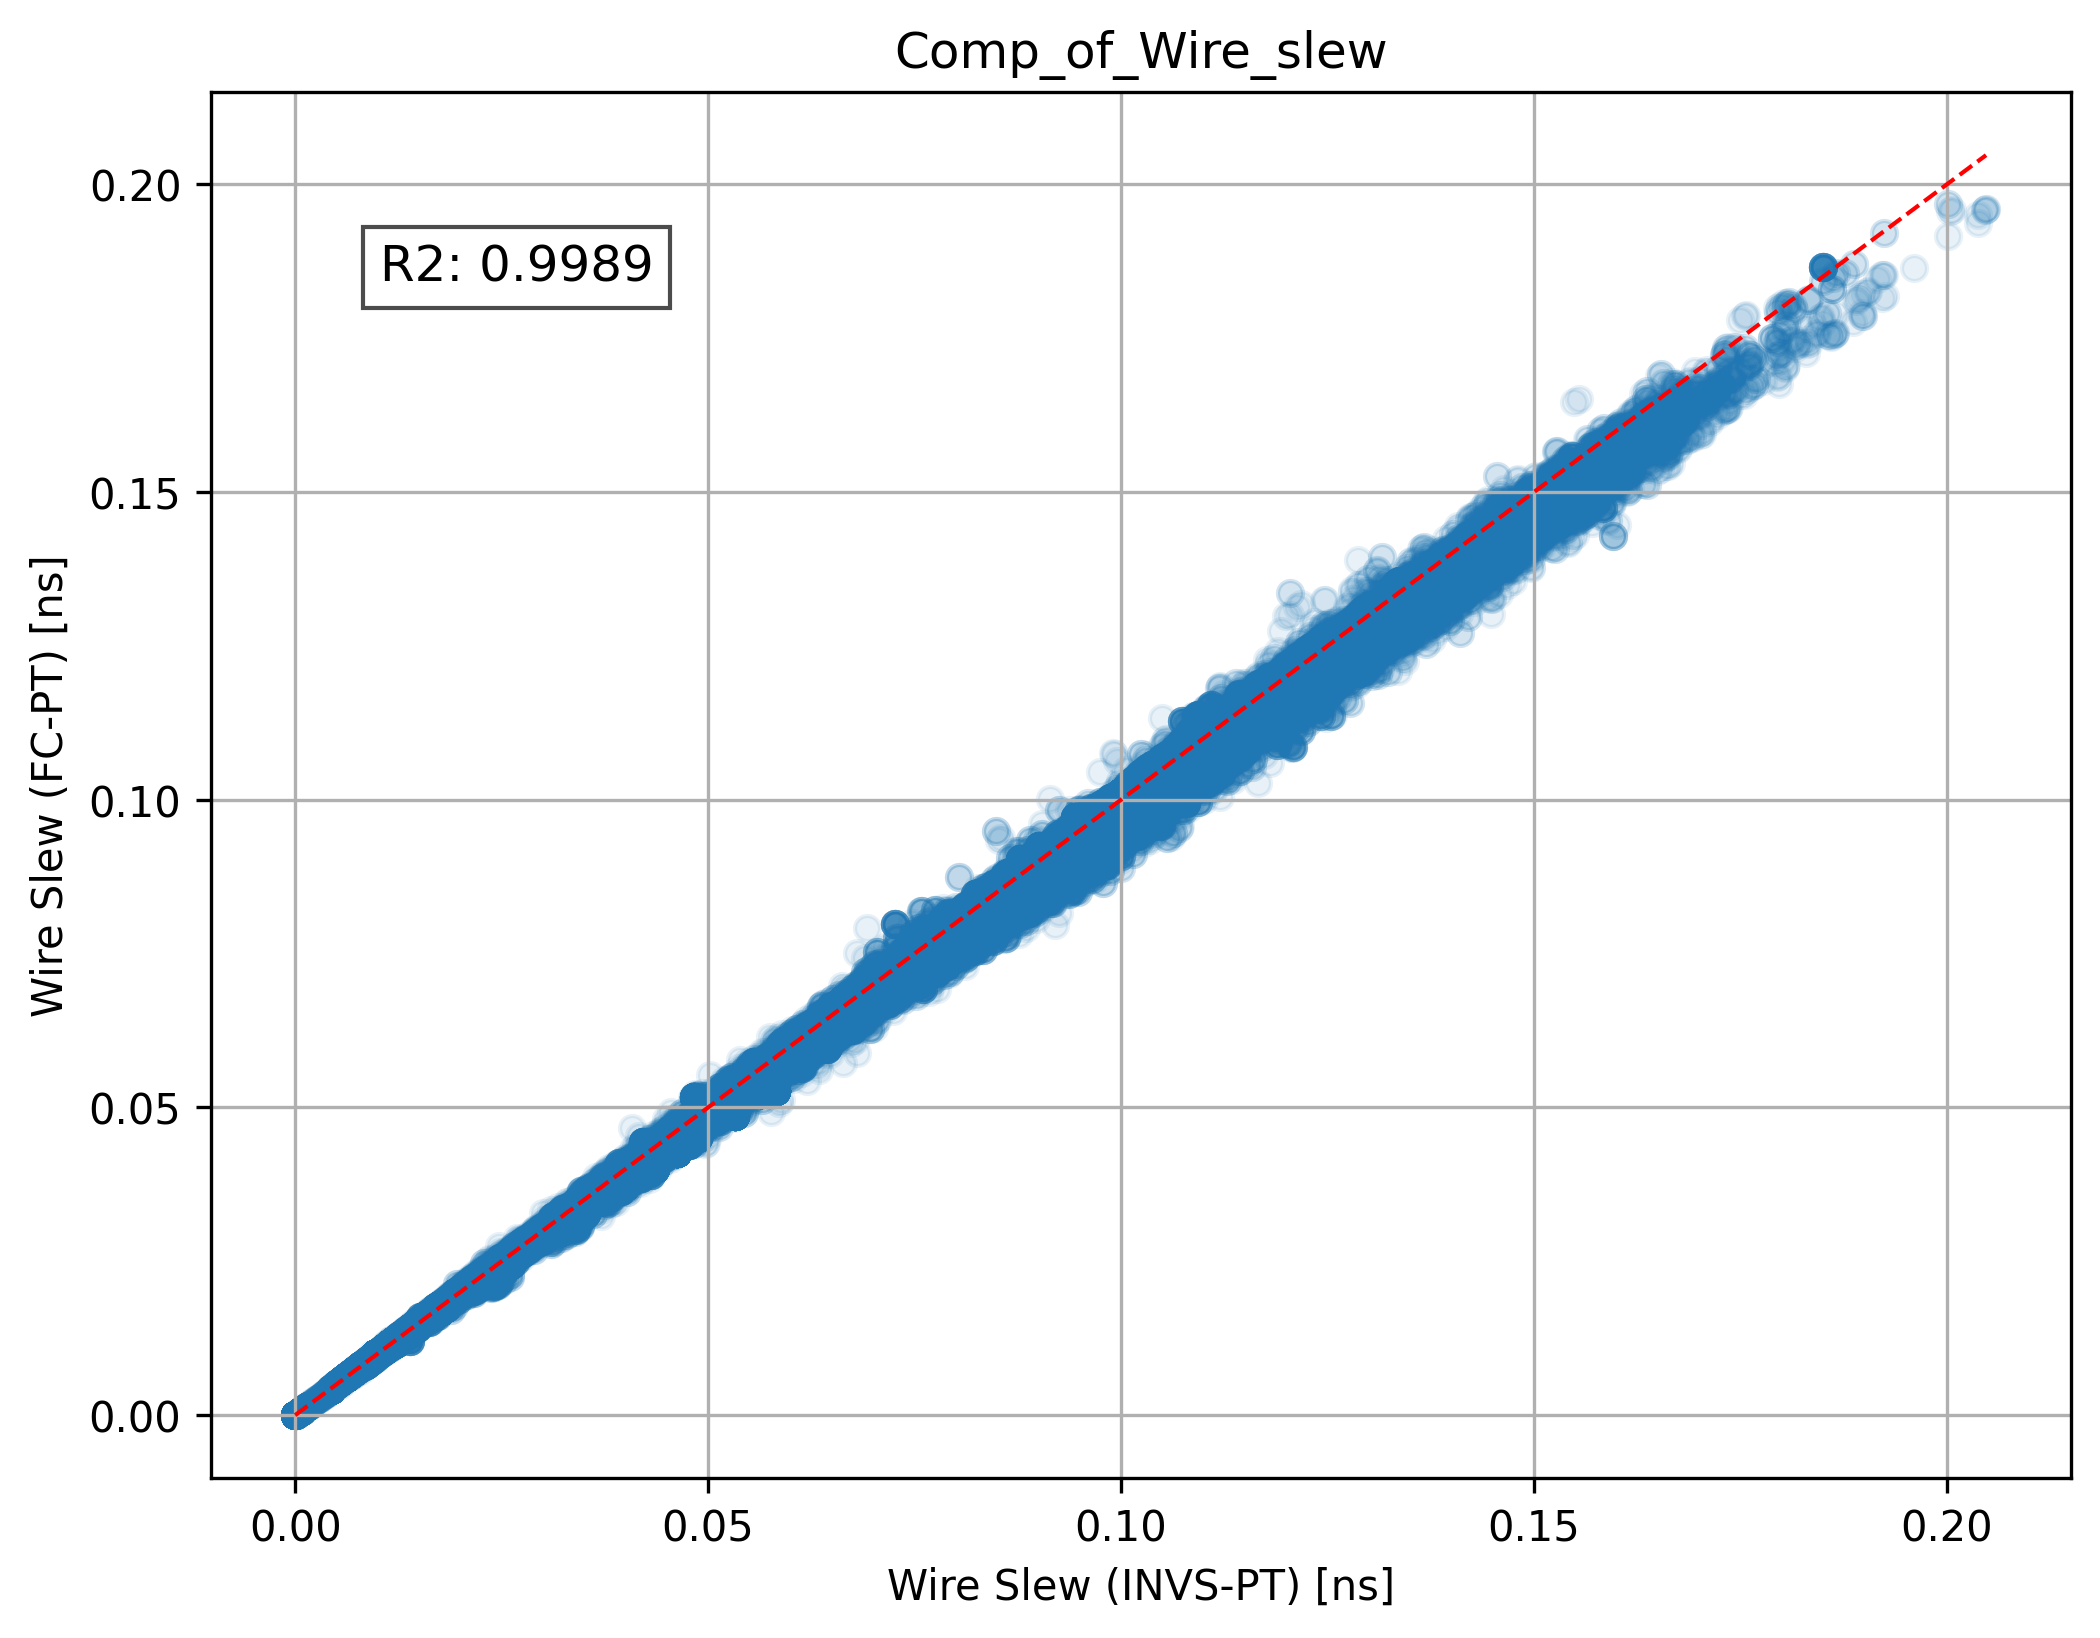 Comp_of_Wire_slew
R2: 0.9989
Wire Slew (FC-PT) [ns]
0.20
0.15
0.10
0.05
0.00
0.00 0.05 0.10 0.15 0.20
Wire Slew (INVS-PT) [ns]